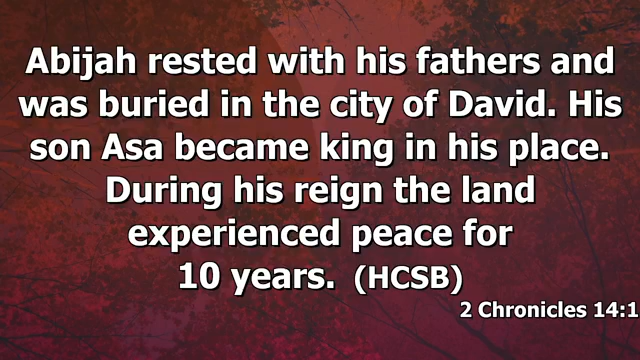 Abijah rested with his fathers and
was buried in the city of David. His
son Asa became king in his place.
During his reign the land
experienced peace for
10 years. (HCSB)
2 Chronicles 14:1